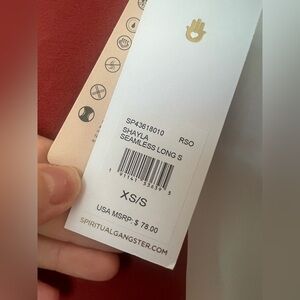 SP43618010 RSO
SHAYLA
SEAMLESS LONG S
XS/S
USA MSRP: $ 78.00
SPIRITUALGANGSTER.COM